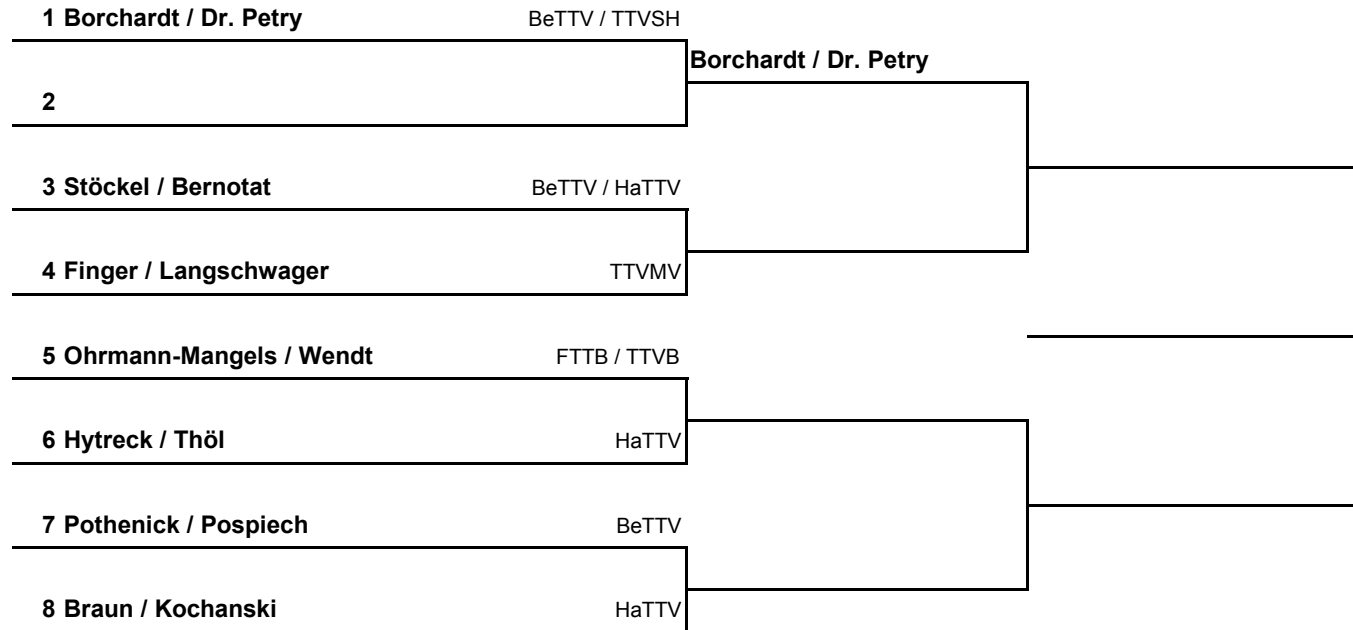 1 Borchardt / Dr. Petry BeTTV / TTVSH
Borchardt / Dr. Petry
2
3 Stöckel / Bernotat BeTTV / HaTTV
4 Finger / Langschwager TTVMV
5 Ohrmann-Mangels / Wendt FTTB / TTVB
6 Hytreck / Thöl HaTTV
7 Pothenick / Pospiech BeTTV
8 Braun / Kochanski HaTTV